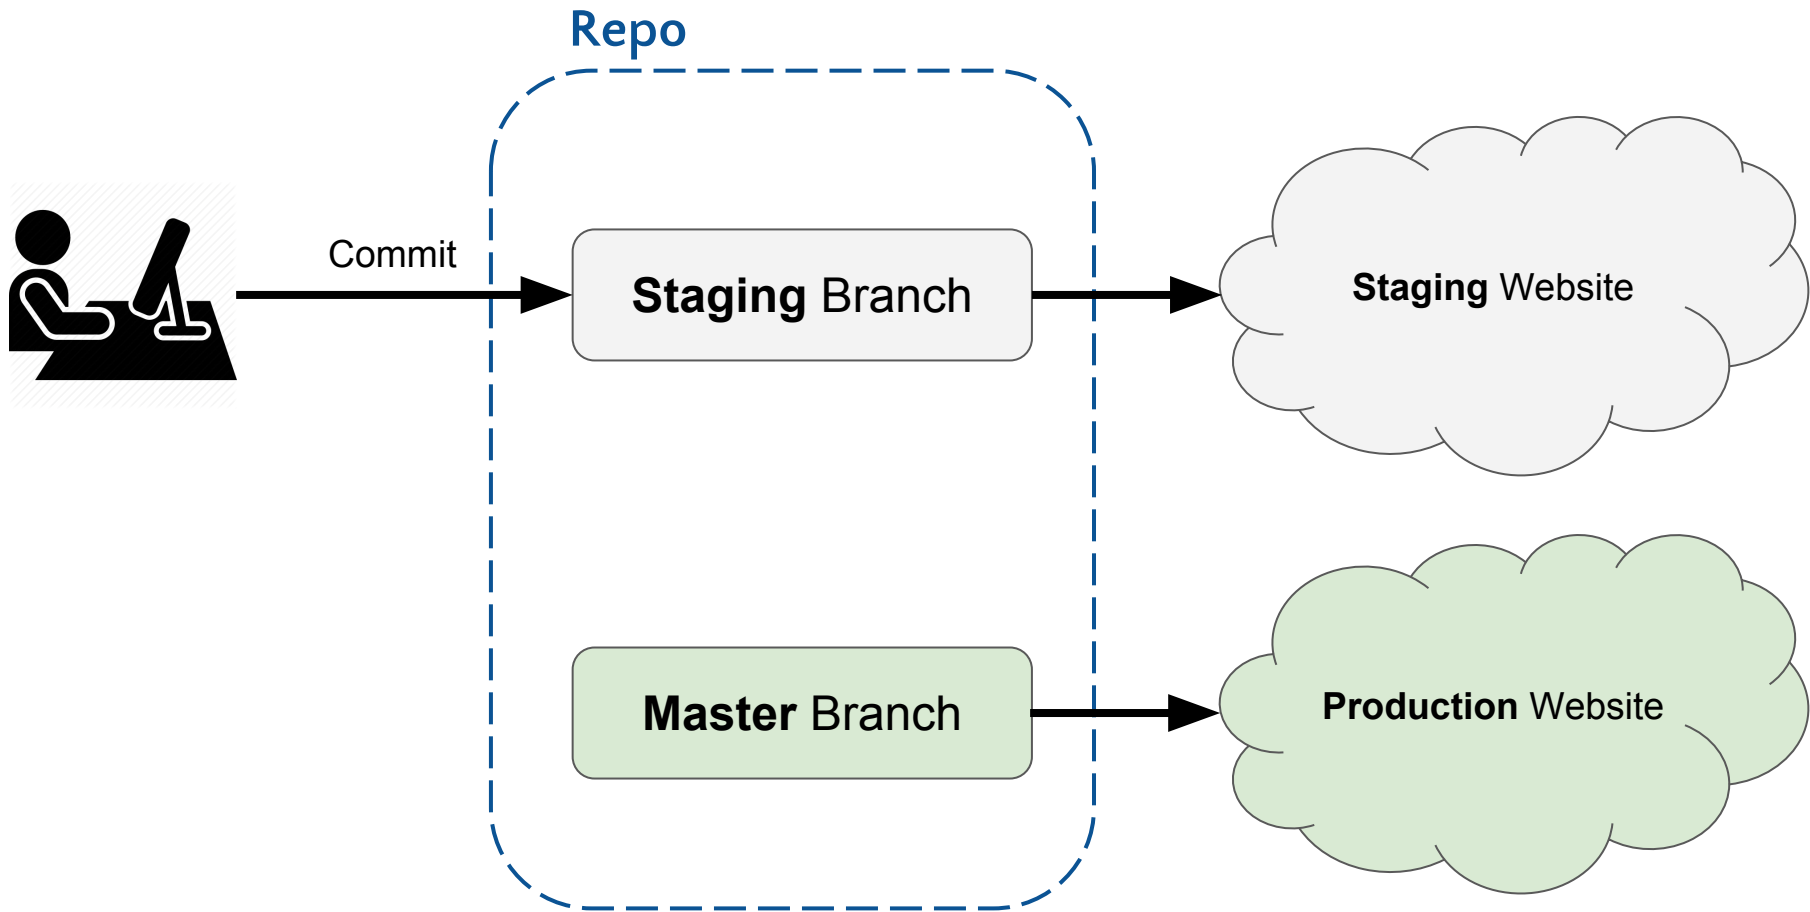 Repo
Commit
Staging Branch
Staging Website
Master Branch
Production Website